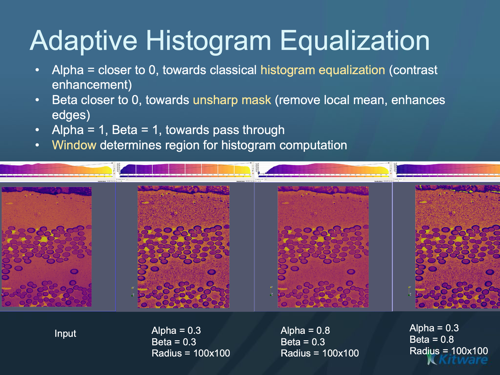 Adaptive Histogram Equalization
• Alpha = closer to 0, towards classical histogram equalization (contrast
enhancement)
• Beta closer to 0, towards unsharp mask (remove local mean, enhances
edges)
• Alpha = 1, Beta = 1, towards pass through
• Window determines region for histogram computation
Input
Alpha = 0.3
Beta = 0.3
Radius = 100x100
Alpha = 0.8
Beta = 0.3
Radius = 100x100
Alpha = 0.3
Beta = 0.8
Radius = 100x100
Kitware